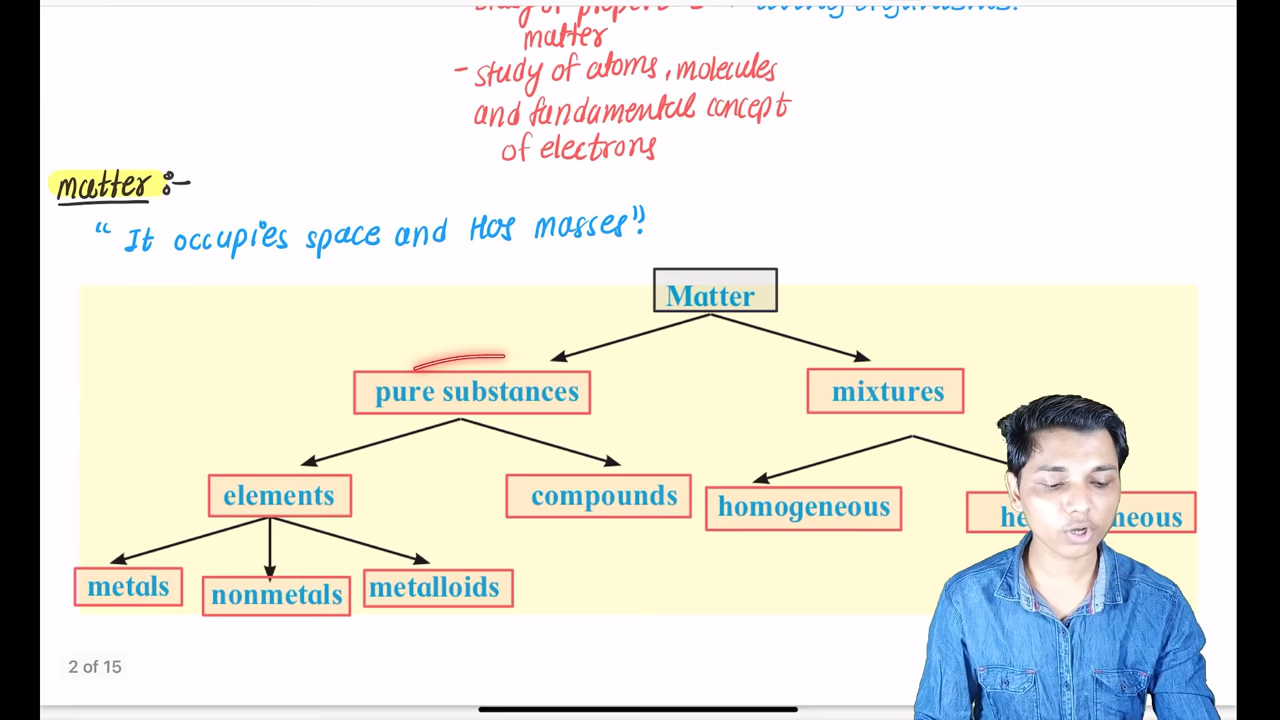 matter
- study of atoms, molecules
and fundamental concept
of electrons
matter :-
“ It occupies space and Has masses”.
Matter
pure substances
mixtures
elements
compounds
homogeneous
metals
nonmetals
metalloids
2 of 15